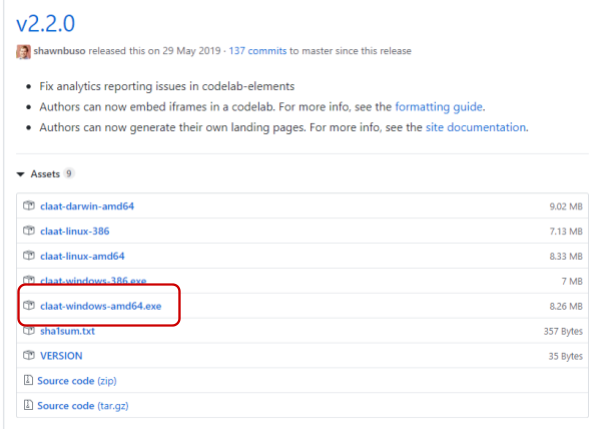 v2.2.0
shawnbuso released this on 29 May 2019 · 137 commits to master since this release
• Fix analytics reporting issues in codelab-elements
• Authors can now embed iframes in a codelab. For more info, see the formatting guide.
• Authors can now generate their own landing pages. For more info, see the site documentation.
Assets 9
claat-darwin-amd64 9.02 MB
claat-linux-386 7.13 MB
claat-linux-amd64 8.33 MB
claat-windows-386.exe 7 MB
claat-windows-amd64.exe 8.26 MB
sha1sum.txt 357 Bytes
VERSION 35 Bytes
Source code (zip)
Source code (tar.gz)